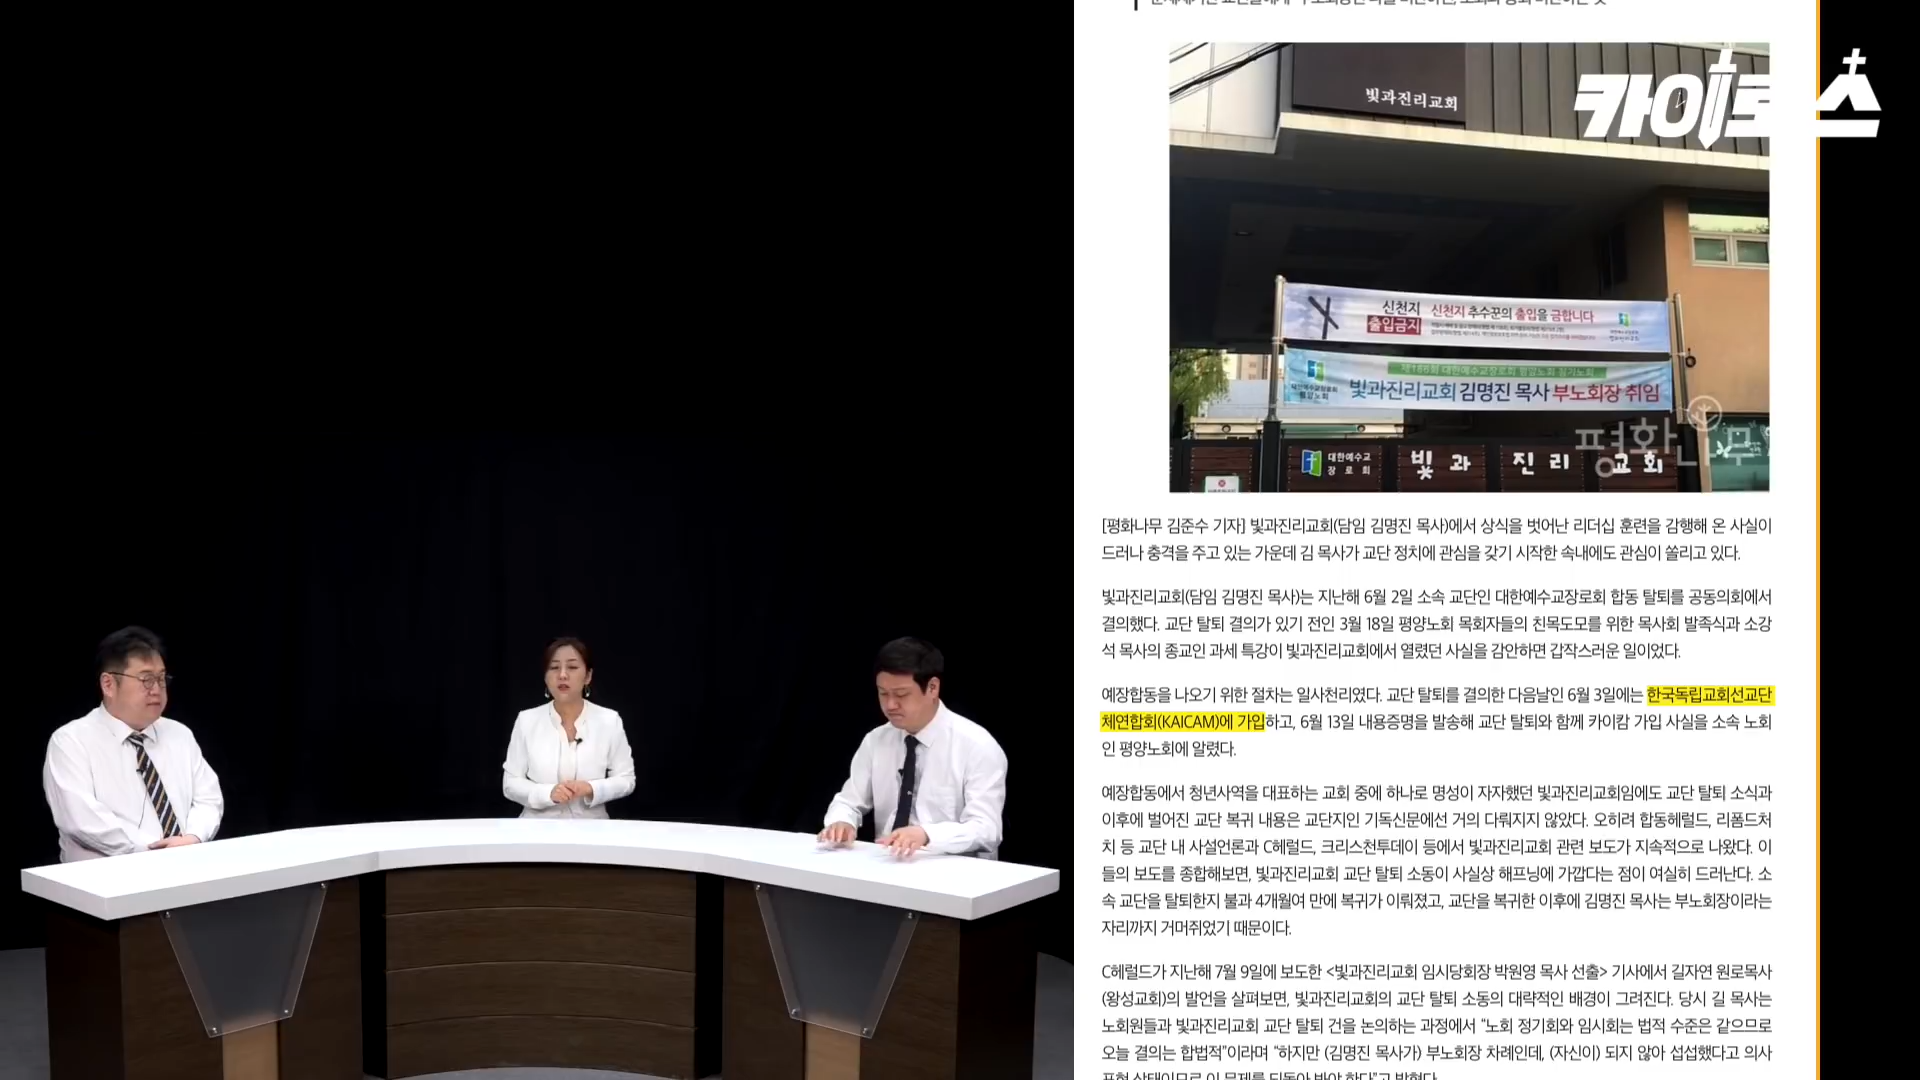 카이로스
빛과진리교회
신천지 신천지 추수꾼의 출입을 금합니다
출입금지
제186회 대한예수교장로회 평양노회 정기노회
대한예수교장로회
평양노회
빛과진리교회 김명진 목사 부노회장 취임
평화나무
대한예수교
장로회
빛과 진리 교회
[평화나무 김준수 기자] 빛과진리교회(담임 김명진 목사)에서 상식을 벗어난 리더십 훈련을 감행해 온 사실이
드러나 충격을 주고 있는 가운데 김 목사가 교단 정치에 관심을 갖기 시작한 속내에도 관심이 쏠리고 있다.
빛과진리교회(담임 김명진 목사)는 지난해 6월 2일 소속 교단인 대한예수교장로회 합동 탈퇴를 공동의회에서
결의했다. 교단 탈퇴 결의가 있기 전인 3월 18일 평양노회 목회자들의 친목도모를 위한 목사회 발족식과 소강
석 목사의 종교인 과세 특강이 빛과진리교회에서 열렸던 사실을 감안하면 갑작스러운 일이었다.
예장합동을 나오기 위한 절차는 일사천리였다. 교단 탈퇴를 결의한 다음날인 6월 3일에는 한국독립교회선교단
체연합회(KAICAM)에 가입하고, 6월 13일 내용증명을 발송해 교단 탈퇴와 함께 카이캄 가입 사실을 소속 노회
인 평양노회에 알렸다.
예장합동에서 청년사역을 대표하는 교회 중에 하나로 명성이 자자했던 빛과진리교회임에도 교단 탈퇴 소식과
이후에 벌어진 교단 복귀 내용은 교단지인 기독신문에선 거의 다뤄지지 않았다. 오히려 합동헤럴드, 리폼드처
치 등 교단 내 사설언론과 C헤럴드, 크리스천투데이 등에서 빛과진리교회 관련 보도가 지속적으로 나왔다. 이
들의 보도를 종합해보면, 빛과진리교회 교단 탈퇴 소동이 사실상 해프닝에 가깝다는 점이 여실히 드러난다. 소
속 교단을 탈퇴한지 불과 4개월여 만에 복귀가 이뤄졌고, 교단을 복귀한 이후에 김명진 목사는 부노회장이라는
자리까지 거머쥐었기 때문이다.
C헤럴드가 지난해 7월 9일에 보도한 <빛과진리교회 임시당회장 박원영 목사 선출> 기사에서 길자연 원로목사
(왕성교회)의 발언을 살펴보면, 빛과진리교회의 교단 탈퇴 소동의 대략적인 배경이 그려진다. 당시 길 목사는
노회원들과 빛과진리교회 교단 탈퇴 건을 논의하는 과정에서 "노회 정기회와 임시회는 법적 수준은 같으므로
오늘 결의는 합법적"이라며 "하지만 (김명진 목사가) 부노회장 차례인데, (자신이) 되지 않아 섭섭했다고 의사